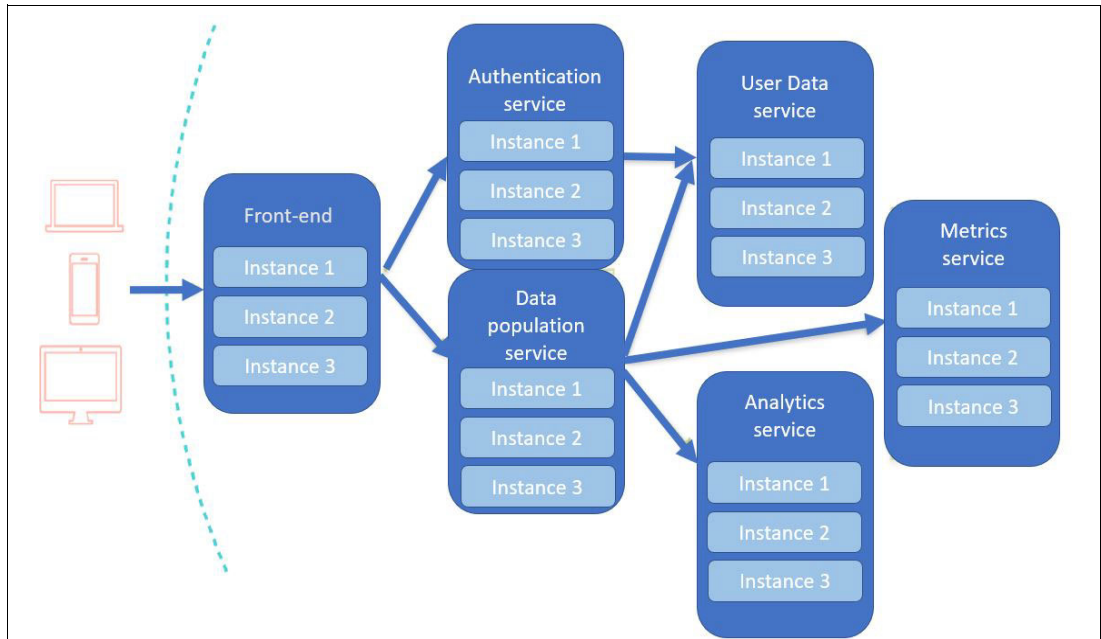 Front-end
Instance 1
Instance 2
Instance 3
Authentication
service
Instance 1
Instance 2
Instance 3
Data
population
service
Instance 1
Instance 2
Instance 3
User Data
service
Instance 1
Instance 2
Instance 3
Analytics
service
Instance 1
Instance 2
Instance 3
Metrics
service
Instance 1
Instance 2
Instance 3